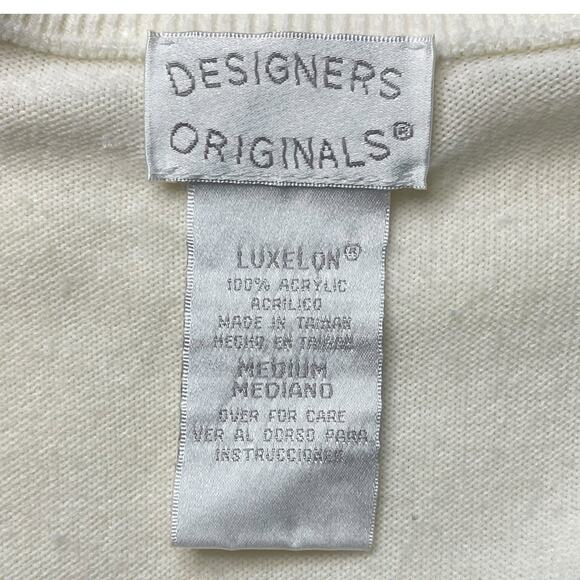 DESIGNERS
ORIGINALS®
LUXELON®
100% ACRYLIC
ACRILICO
MADE IN TAIWAN
HECHO EN TAIWAN
MEDIUM
MEDIANO
OVER FOR CARE
VER AL DORSO PARA
INSTRUCCIONES